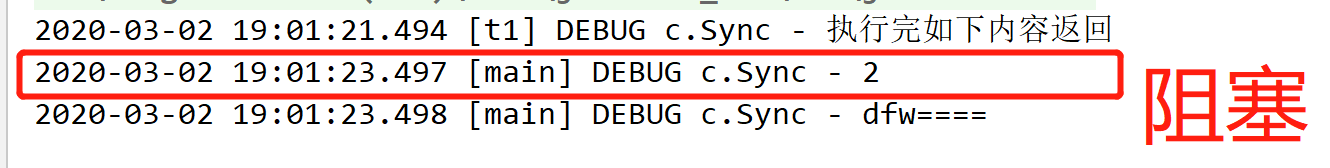 2020-03-02 19:01:21.494 [t1] DEBUG c.Sync - 执行完如下内容返回
2020-03-02 19:01:23.497 [main] DEBUG c.Sync - 2
阻塞
2020-03-02 19:01:23.498 [main] DEBUG c.Sync - dfw====